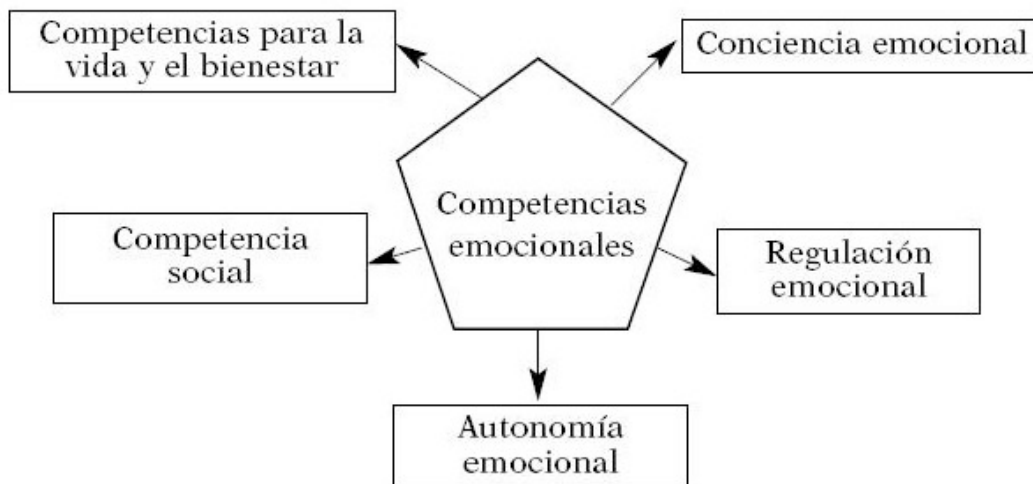 Competencias para la
vida y el bienestar
Conciencia emocional
Competencias
emocionales
Competencia
social
Regulación
emocional
Autonomía
emocional